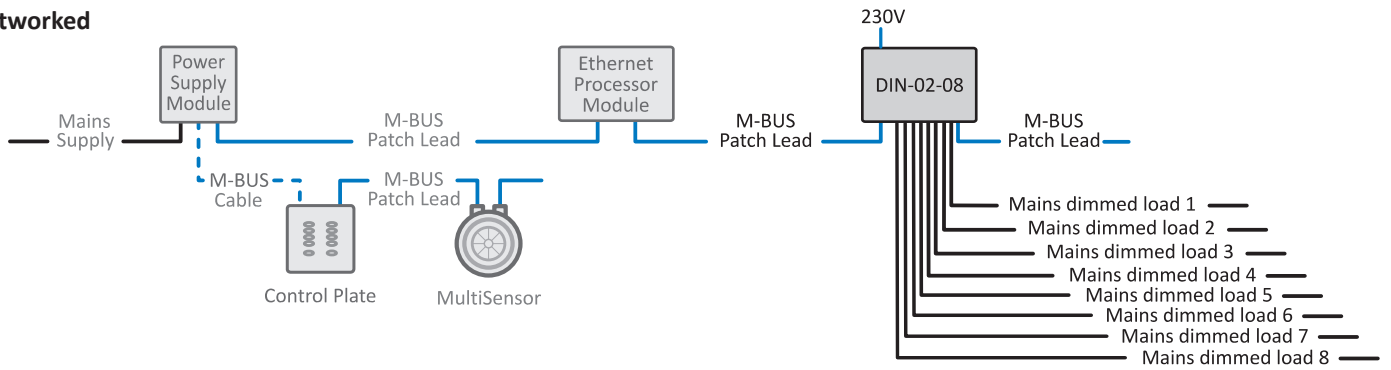 tworked
230V
Power
Supply
Module
Ethernet
Processor
Module
DIN-02-08
Mains
Supply
M-BUS
Patch Lead
M-BUS
Patch Lead
M-BUS
Patch Lead
M-BUS
Cable
M-BUS
Patch Lead
Control Plate
MultiSensor
Mains dimmed load 1
Mains dimmed load 2
Mains dimmed load 3
Mains dimmed load 4
Mains dimmed load 5
Mains dimmed load 6
Mains dimmed load 7
Mains dimmed load 8